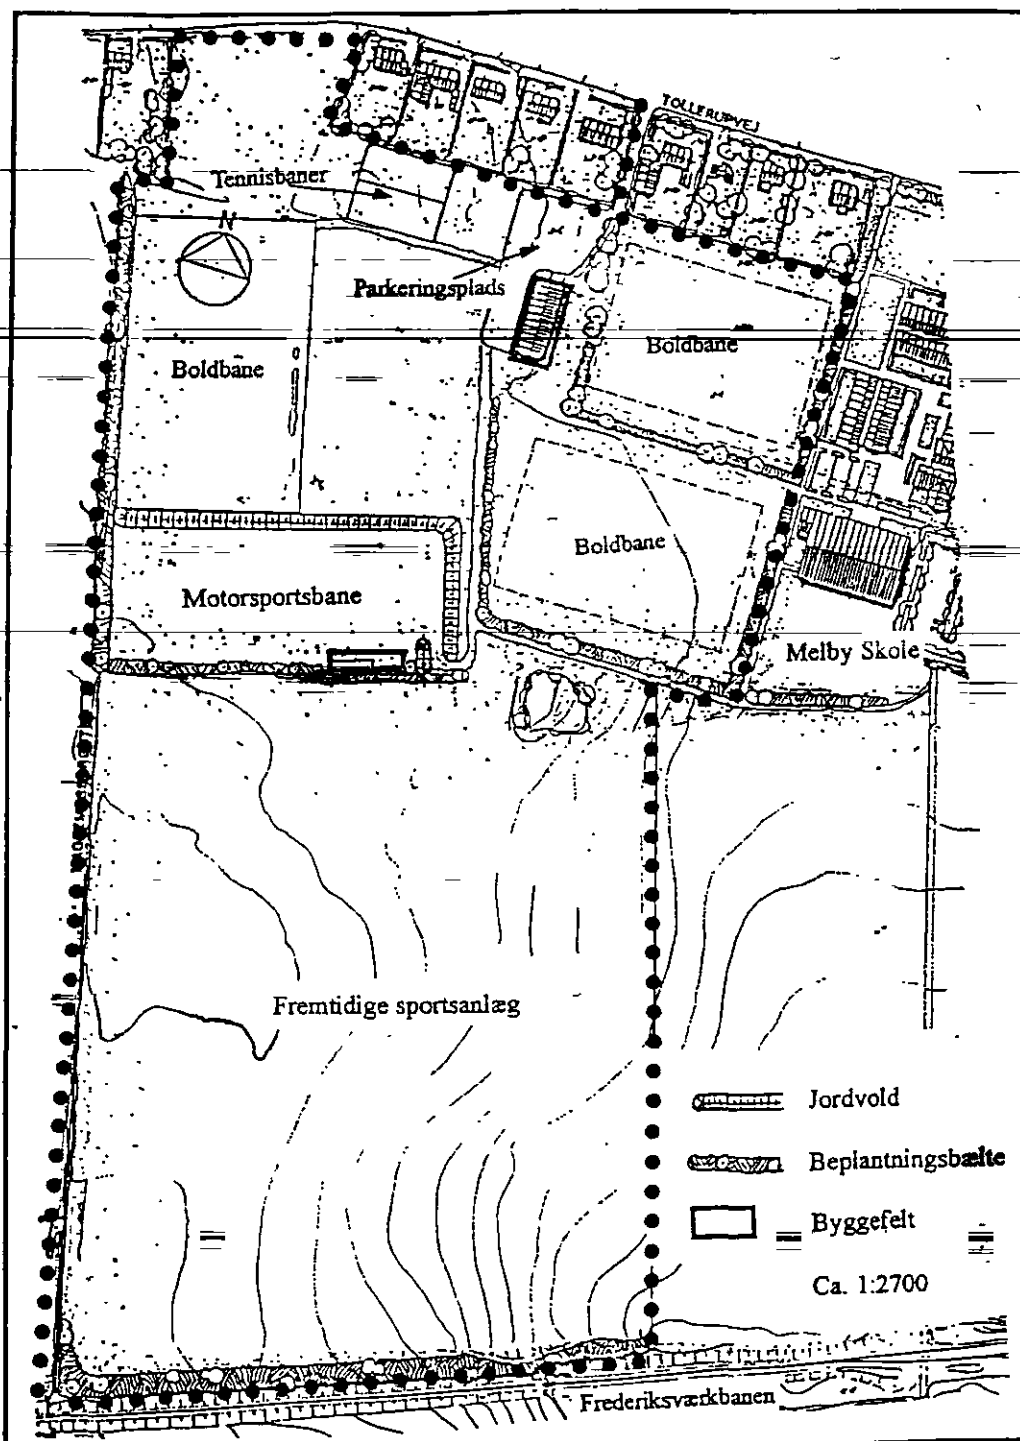 TOLLERUPVEJ
Tennisbaner
N
Parkeringsplads
Boldbane
Boldbane
Boldbane
Motorsportsbane
Melby Skole
Fremtidige sportsanlæg
Jordvold
Beplantningsbælte
Byggefelt
Ca. 1:2700
Frederiksværkbanen